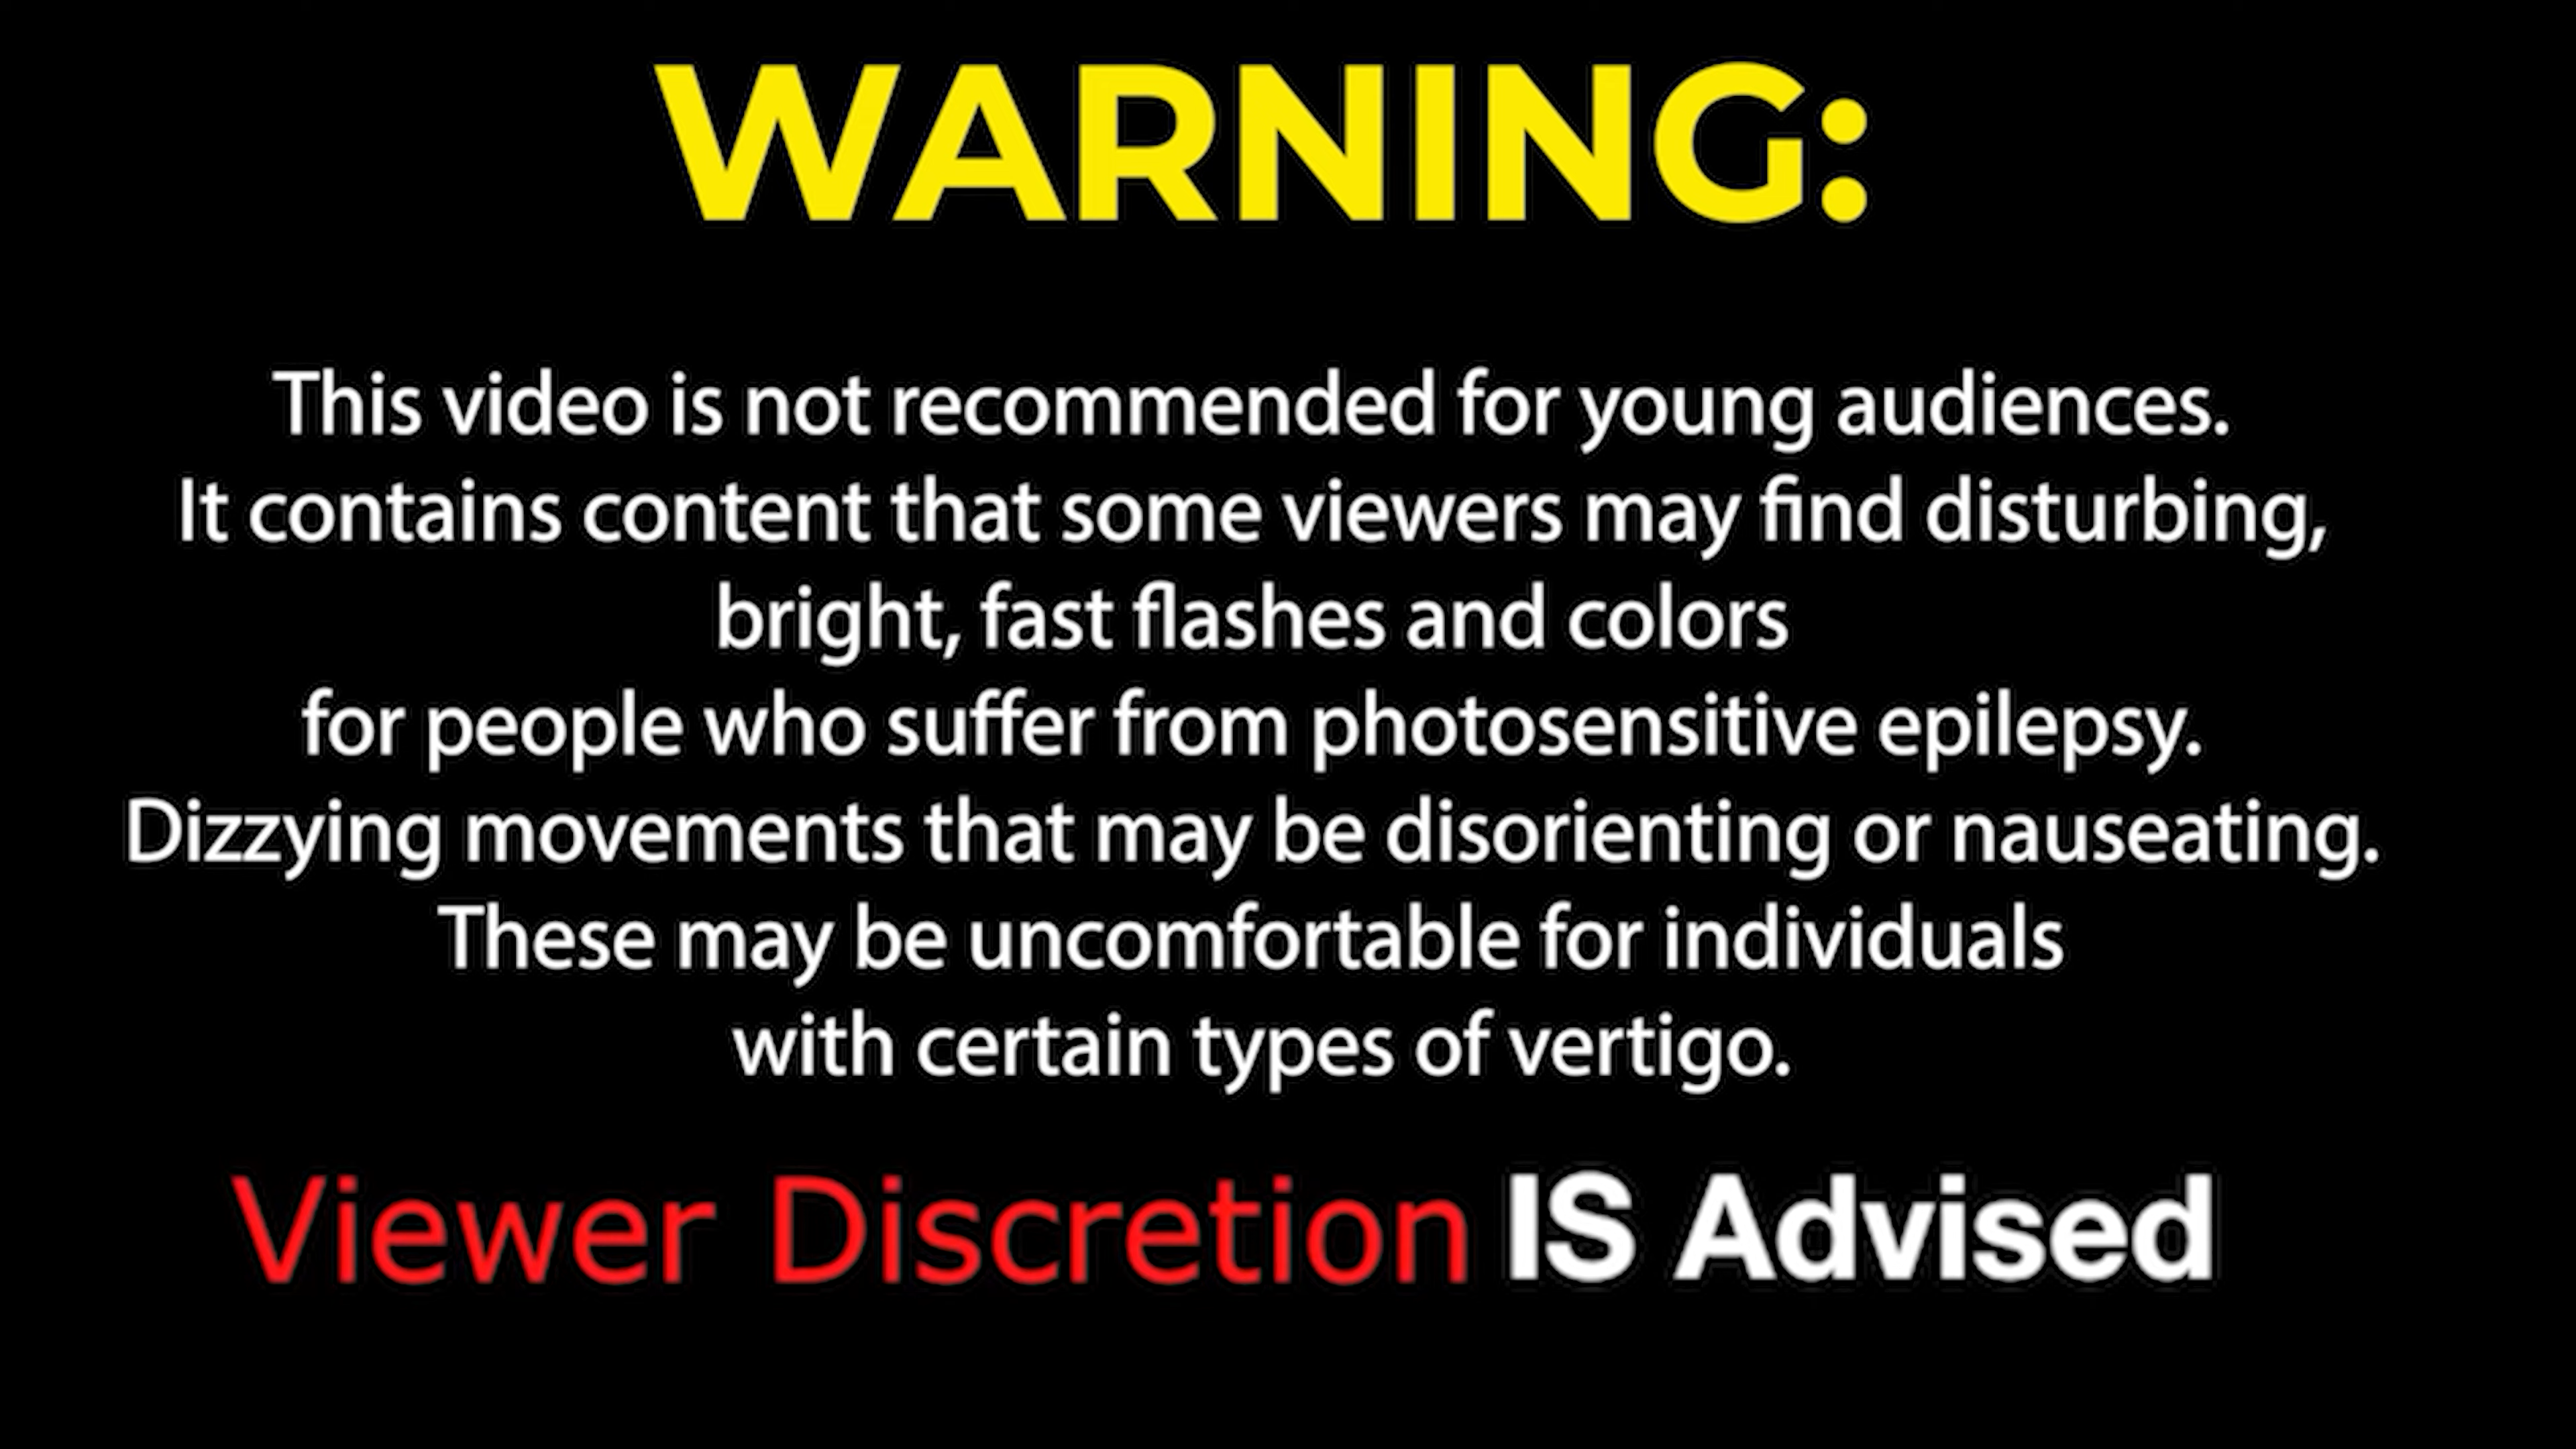 WARNING:
This video is not recommended for young audiences.
It contains content that some viewers may find disturbing,
bright, fast flashes and colors
for people who suffer from photosensitive epilepsy.
Dizzying movements that may be disorienting or nauseating.
These may be uncomfortable for individuals
with certain types of vertigo.
Viewer Discretion IS Advised